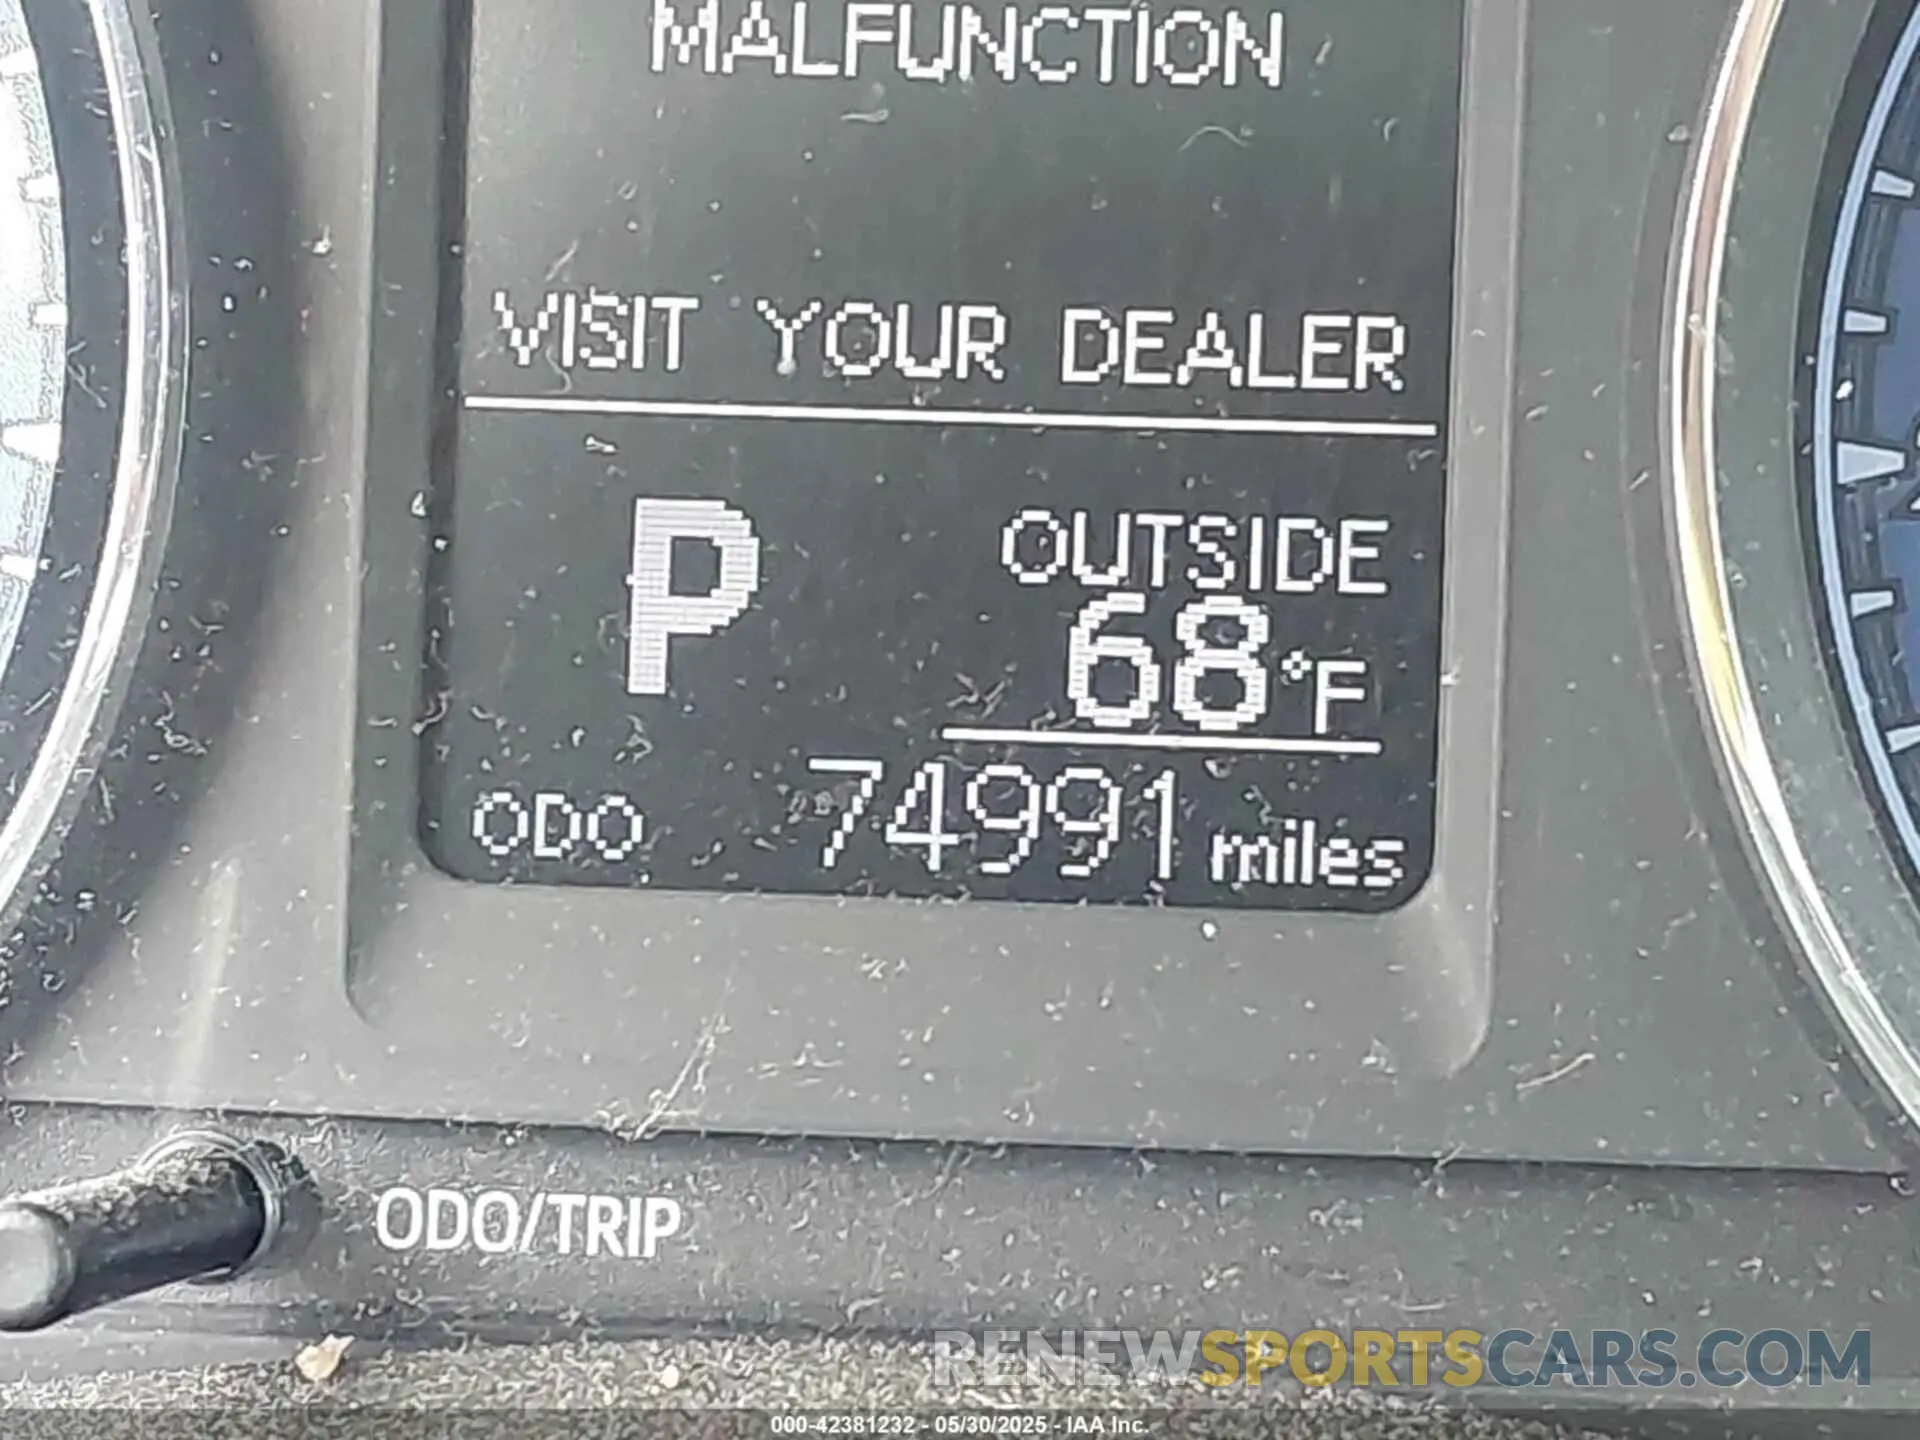 MALFUNCTION
VISIT YOUR DEALER
P
OUTSIDE
68°F
ODO 74991 miles
ODO/TRIP
RENEWSPORTSCARS.COM
000-42381232 - 05/30/2025 - IAA Inc.